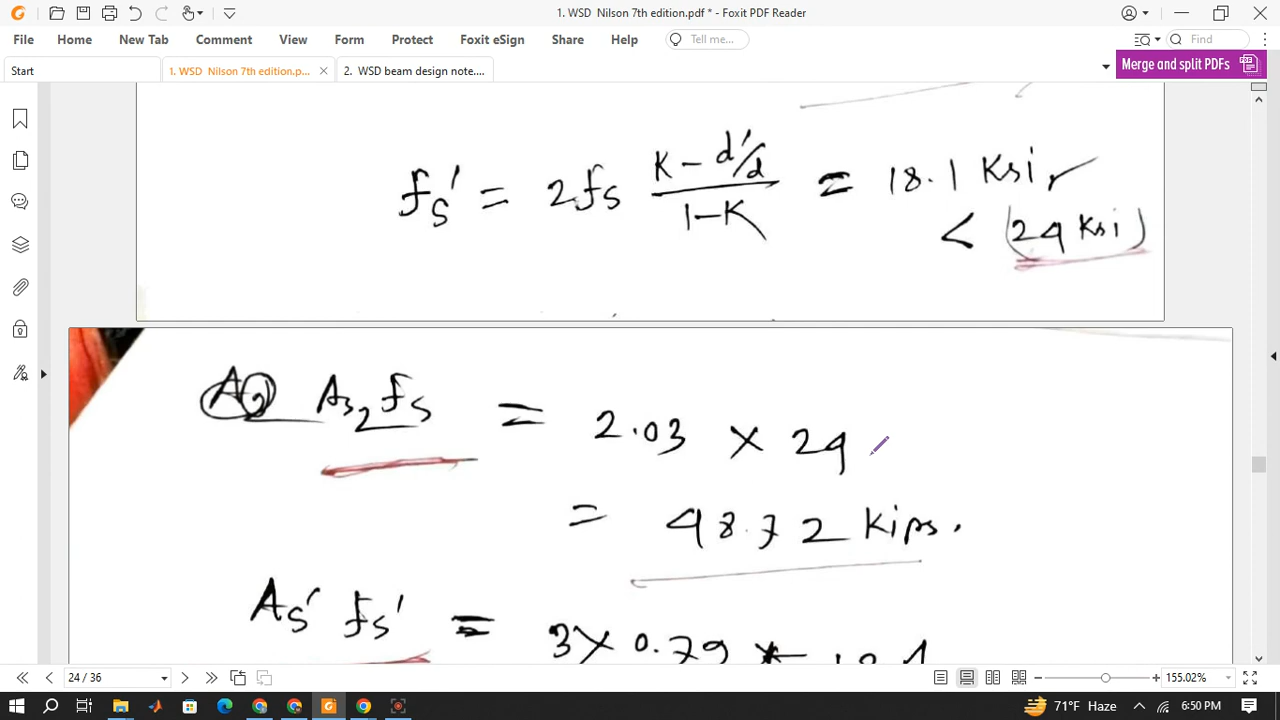 1. WSD Nilson 7th edition.pdf * - Foxit PDF Reader
File Home New Tab Comment View Form Protect Foxit eSign Share Help Tell me... Find
Start 1. WSD Nilson 7th edition.p... 2. WSD beam design note.... Merge and split PDFs
fs' = 2fs (K - d'/d)/(1-K) = 18.1 Ksi
< (24 Ksi)
As2 fs = 2.03 × 24
= 48.72 Kips.
As' fs' = 3 × 0.79 ×
24 / 36 155.02%
71°F Haze 6:50 PM